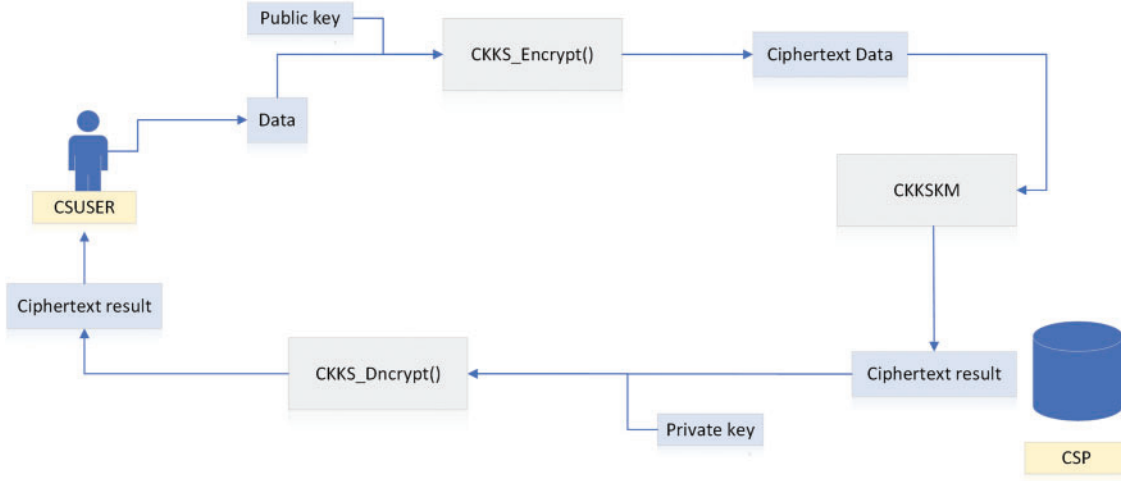 Public key
CKKS_Encrypt()
Ciphertext Data
Data
CKKSKM
CSUSER
Ciphertext result
CKKS_Dncrypt()
Ciphertext result
Private key
CSP